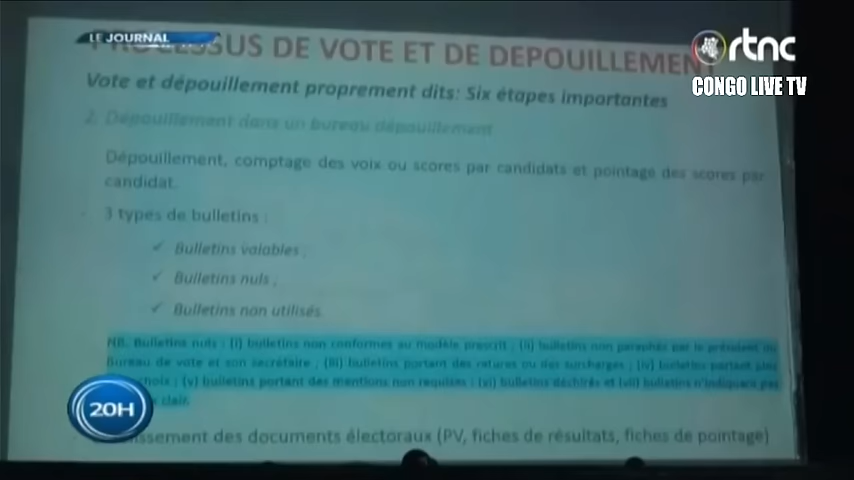 LE JOURNAL
rtnc
CONGO LIVE TV
PROCESSUS DE VOTE ET DE DEPOUILLEMENT
Vote et dépouillement proprement dits: Six étapes importantes
2. Dépouillement dans un bureau dépouillement
Dépouillement, comptage des voix ou scores par candidats et pointage des scores par
candidat.
- 3 types de bulletins :
✓ Bulletins valables ;
✓ Bulletins nuls ;
✓ Bulletins non utilisés.
NB. Bulletins nuls : (i) bulletins non conformes au modèle prescrit ; (ii) bulletins non paraphés par le président du
Bureau de vote et son secrétaire ; (iii) bulletins portant des ratures ou des surcharges ; (iv) bulletins portant plus
choix ; (v) bulletins portant des mentions non requises ; (vi) bulletins déchirés et (vii) bulletins n'indiquant pas
clair.
20H
issement des documents électoraux (PV, fiches de résultats, fiches de pointage)